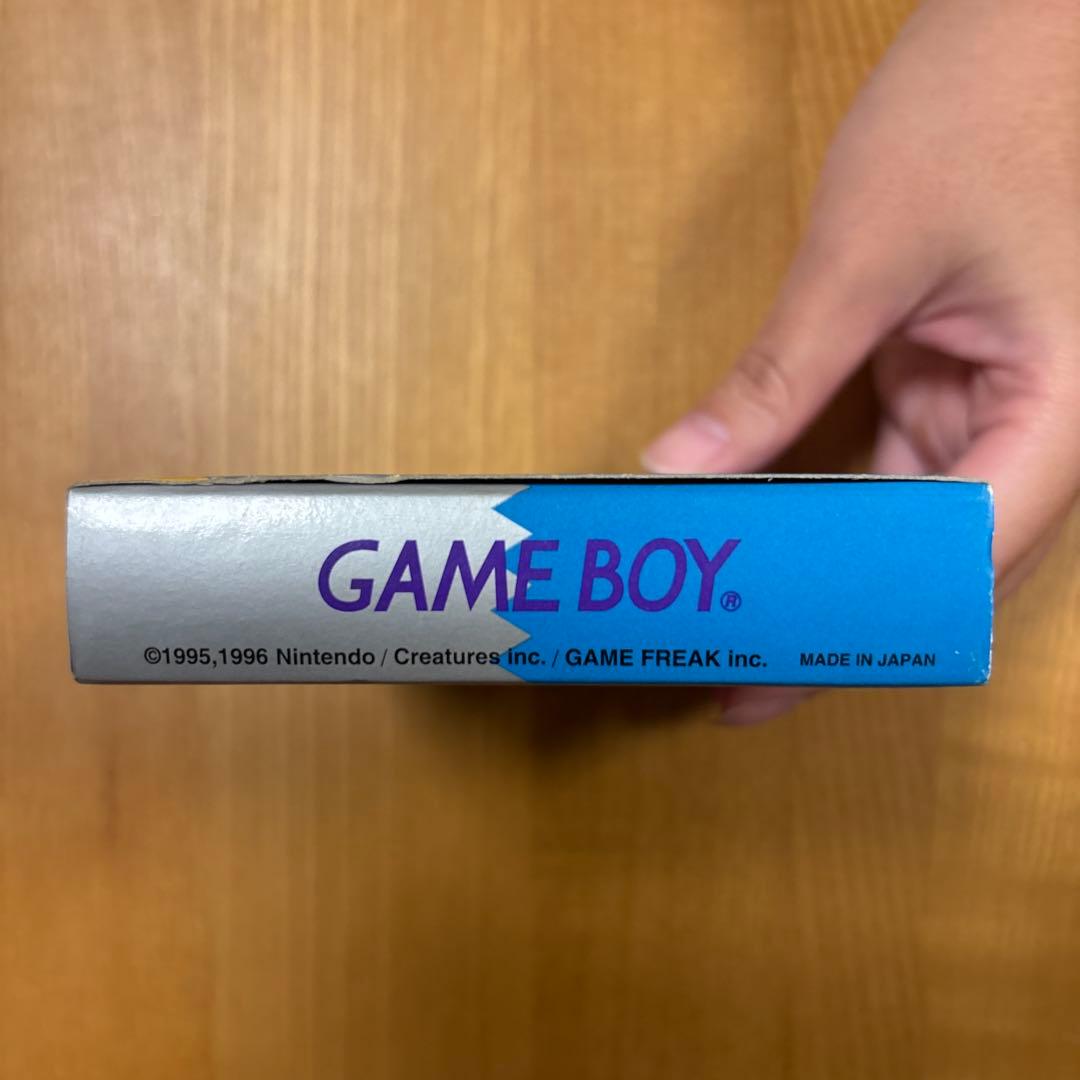 GAME BOY®
©1995,1996 Nintendo / Creatures inc. / GAME FREAK inc. MADE IN JAPAN